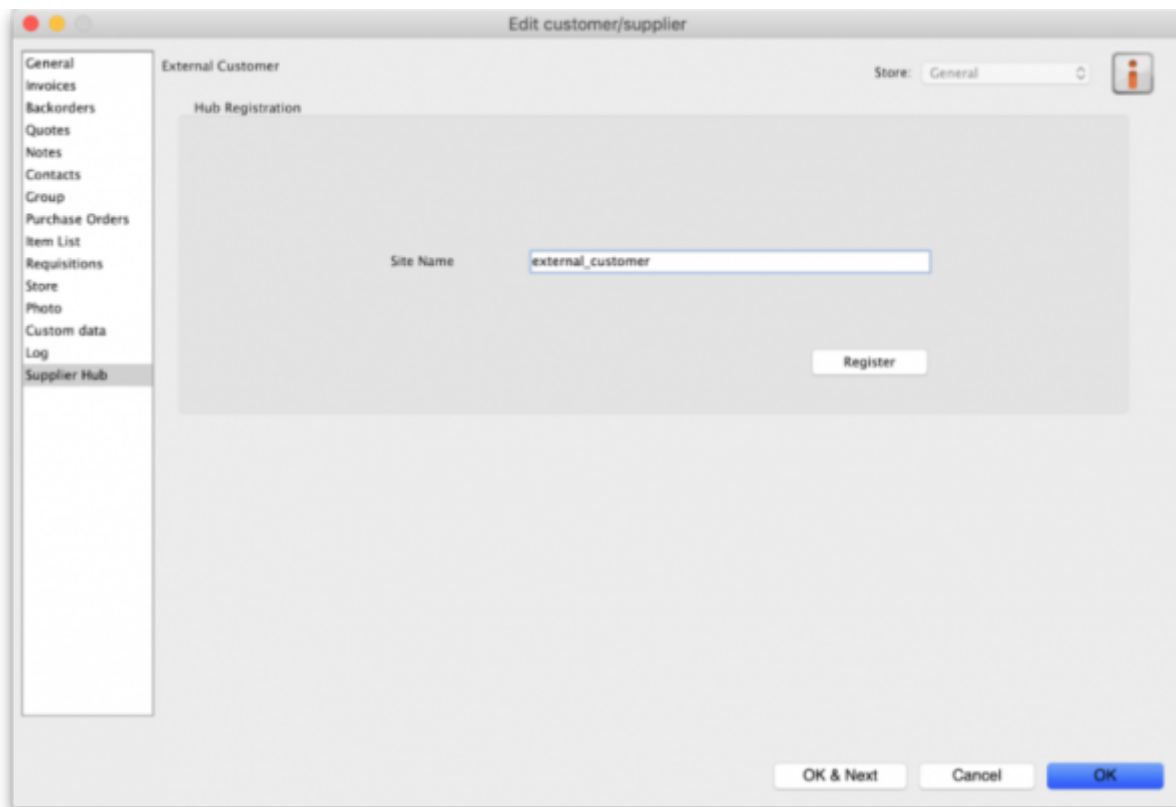 Edit customer/supplier
General
Invoices
Backorders
Quotes
Notes
Contacts
Group
Purchase Orders
Item List
Requisitions
Store
Photo
Custom data
Log
Supplier Hub
External Customer
Store: General
Hub Registration
Site Name external_customer
Register
OK & Next Cancel OK